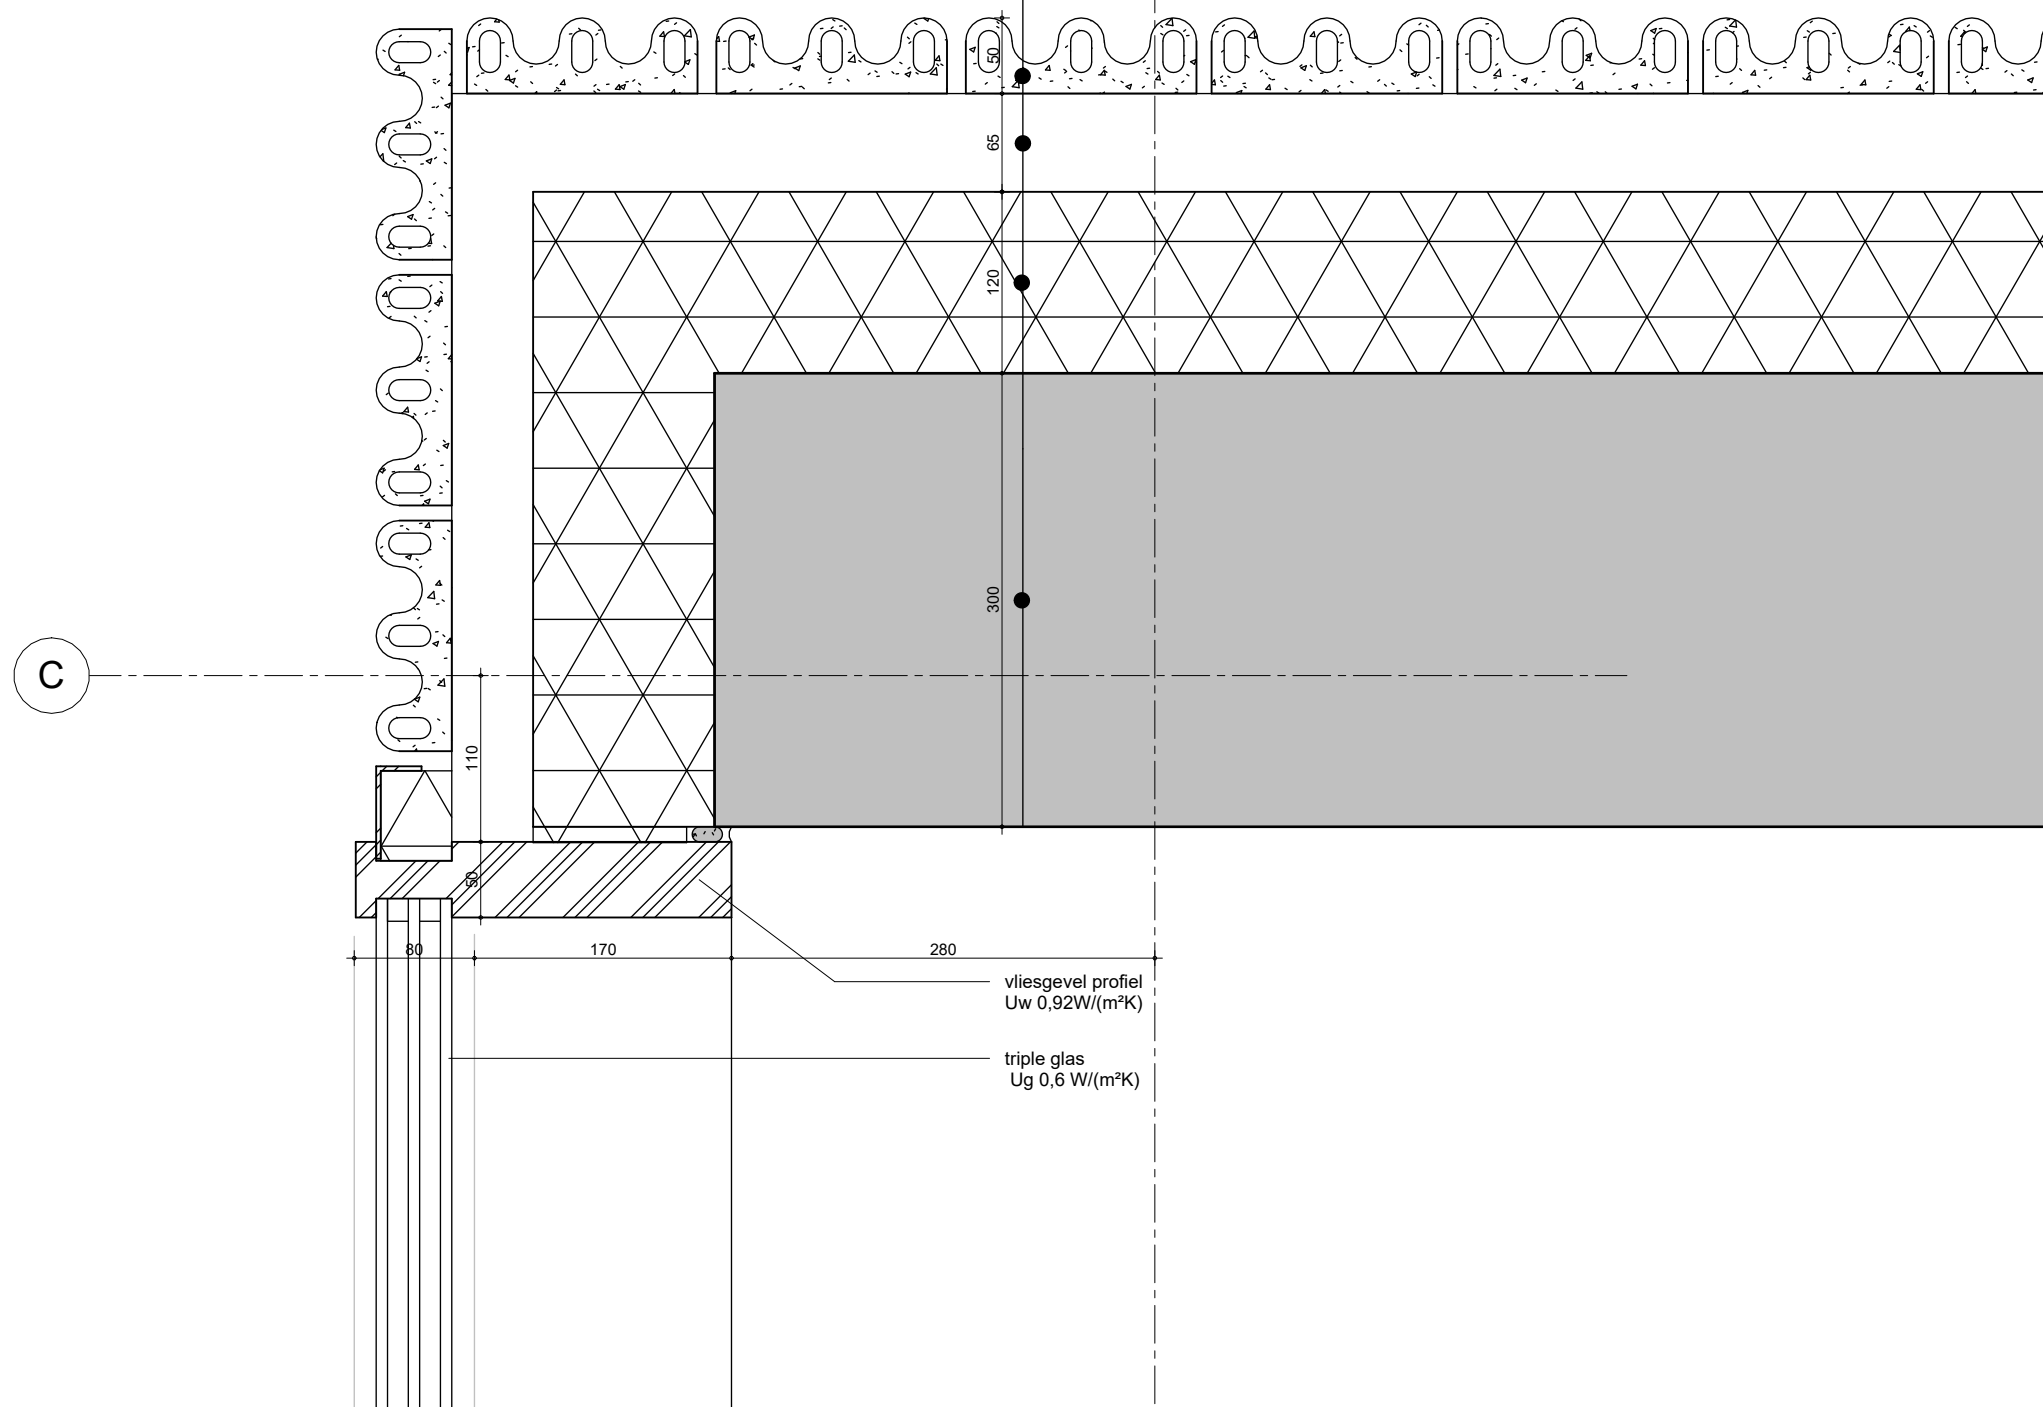 50
65
120
300
C
110
50
80
170
280
vliesgevel profiel
Uw 0,92W/(m²K)
triple glas
Ug 0,6 W/(m²K)